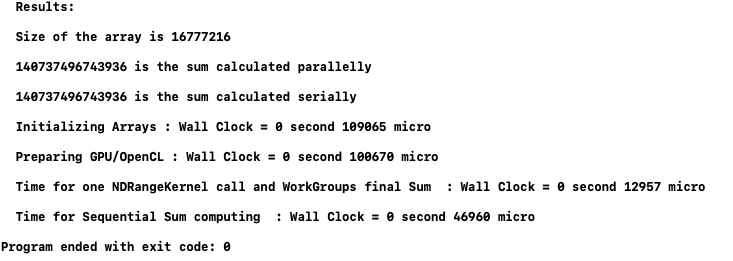 Results:
Size of the array is 16777216
140737496743936 is the sum calculated parallelly
140737496743936 is the sum calculated serially
Initializing Arrays : Wall Clock = 0 second 109065 micro
Preparing GPU/OpenCL : Wall Clock = 0 second 100670 micro
Time for one NDRangeKernel call and WorkGroups final Sum  : Wall Clock = 0 second 12957 micro
Time for Sequential Sum computing  : Wall Clock = 0 second 46960 micro
Program ended with exit code: 0